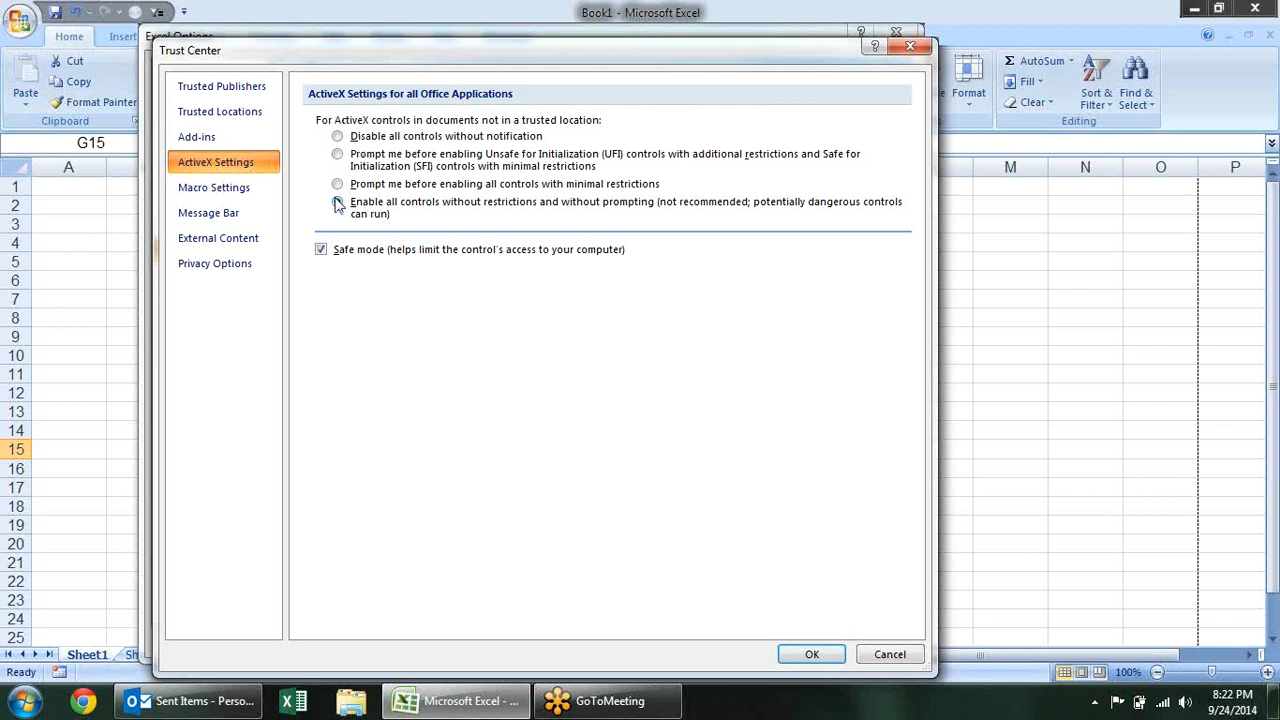 Book1 - Microsoft Excel
Home
Insert
Excel Options
Trust Center
Cut
Copy
Format Painter
Paste
Clipboard
AutoSum
Fill
Clear
Format
Sort &
Filter
Find &
Select
Editing
G15
A
M
N
O
P
1
2
3
4
5
6
7
8
9
10
11
12
13
14
15
16
17
18
19
20
21
22
23
24
25
Trusted Publishers
Trusted Locations
Add-ins
ActiveX Settings
Macro Settings
Message Bar
External Content
Privacy Options
ActiveX Settings for all Office Applications
For ActiveX controls in documents not in a trusted location:
Disable all controls without notification
Prompt me before enabling Unsafe for Initialization (UFI) controls with additional restrictions and Safe for
Initialization (SFI) controls with minimal restrictions
Prompt me before enabling all controls with minimal restrictions
Enable all controls without restrictions and without prompting (not recommended; potentially dangerous controls
can run)
Safe mode (helps limit the control's access to your computer)
OK
Cancel
Sheet1
Sh
Ready
100%
Sent Items - Perso...
Microsoft Excel - ...
GoToMeeting
8:22 PM
9/24/2014